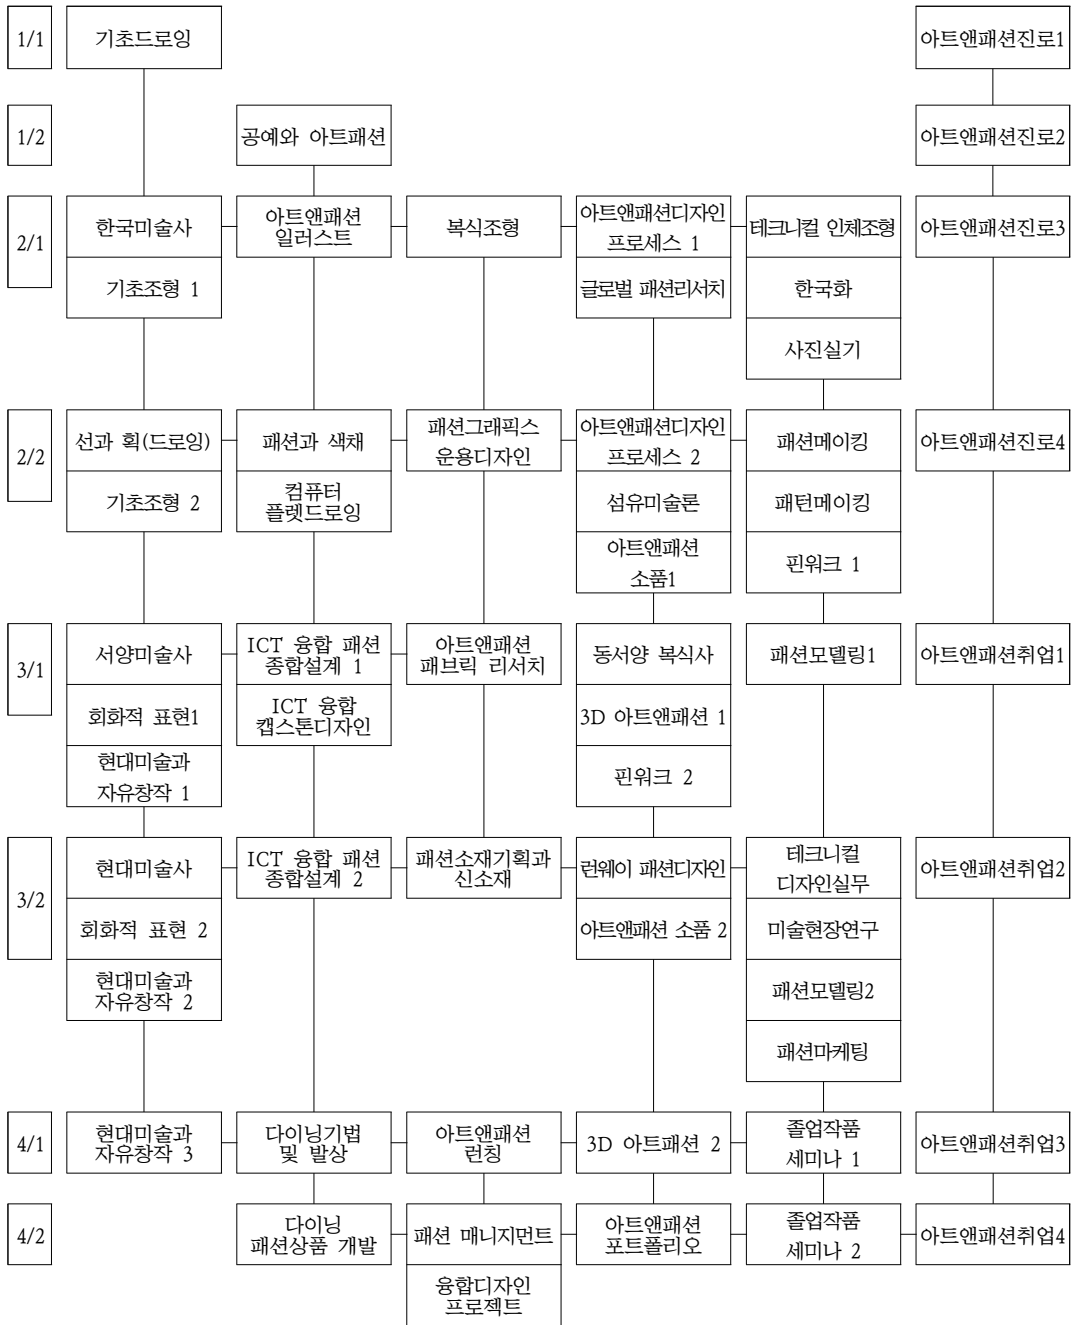 1/1
기초드로잉
아트앤패션진로1
1/2
공예와 아트패션
아트앤패션진로2
2/1
한국미술사
아트앤패션
일러스트
복식조형
아트앤패션디자인
프로세스 1
테크니컬 인체조형
아트앤패션진로3
기초조형 1
글로벌 패션리서치
한국화
사진실기
2/2
선과 획(드로잉)
패션과 색채
패션그래픽스
운용디자인
아트앤패션디자인
프로세스 2
패션메이킹
아트앤패션진로4
기초조형 2
컴퓨터
플렛드로잉
섬유미술론
패턴메이킹
아트앤패션
소품1
핀워크 1
3/1
서양미술사
ICT 융합 패션
종합설계 1
아트앤패션
패브릭 리서치
동서양 복식사
패션모델링1
아트앤패션취업1
회화적 표현1
ICT 융합
캡스톤디자인
3D 아트앤패션 1
현대미술과
자유창작 1
핀워크 2
3/2
현대미술사
ICT 융합 패션
종합설계 2
패션소재기획과
신소재
런웨이 패션디자인
테크니컬
디자인실무
아트앤패션취업2
회화적 표현 2
아트앤패션 소품 2
미술현장연구
현대미술과
자유창작 2
패션모델링2
패션마케팅
4/1
현대미술과
자유창작 3
다이닝기법
및 발상
아트앤패션
런칭
3D 아트패션 2
졸업작품
세미나 1
아트앤패션취업3
4/2
다이닝
패션상품 개발
패션 매니지먼트
아트앤패션
포트폴리오
졸업작품
세미나 2
아트앤패션취업4
융합디자인
프로젝트